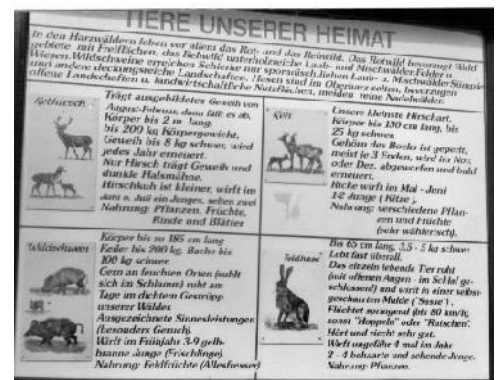 TIERE UNSERER HEIMAT
In den Harzwäldern leben vor allem das Rot- und das Rehwild. Das Rotwild bevorzugt Wald
gebiete mit Freiflächen, das Rehwild unterholzreiche Laub- u. Mischwälder, Felder u.
Wiesen. Wildschweine erreichen Schierke nur sporadisch, lieben Laub- u. Mischwälder, Sümpfe
und andere deckungsreiche Landschaften. Hasen sind im Oberharz selten, bevorzugen
offene Landschaften u. landwirtschaftliche Nutzflächen, meiden reine Nadelwälder.
Rothirsch
Trägt ausgebildetes Geweih von
August-Februar, dann fällt es ab.
Körper bis 2 m lang
bis 200 kg Körpergewicht.
Geweih bis 8 kg schwer, wird
jedes Jahr erneuert.
Nur Hirsch trägt Geweih und
dunkle Halsmähne.
Hirschkuh ist kleiner, wirft im
Juni o. Juli ein Junges, selten zwei
Nahrung: Pflanzen, Früchte,
Rinde und Blätter
Reh
Unsere kleinste Hirschart.
Körper bis 130 cm lang, bis
25 kg schwer.
Gehörn des Bocks ist geperlt,
meist je 3 Enden, wird im Nov.
oder Dez. abgeworfen und bald
erneuert.
Ricke wirft im Mai - Juni
1-2 Junge ( Kitze ).
Nahrung: verschiedene Pflan-
zen und Früchte
(sehr wählerisch).
Wildschwein
Körper bis zu 185 cm lang
Keiler bis 200 kg, Bache bis
100 kg schwer.
Gern an feuchten Orten (suhlt
sich im Schlamm) ruht am
Tage im dichtem Gestrüpp
unserer Wälder.
Ausgezeichnete Sinnesleistungen
(besonders Geruch).
Wirft im Frühjahr 3-9 gelb-
braune Junge (Frischlinge)
Nahrung: Feldfrüchte (Allesfresser)
Feldhase
Bis 65 cm lang, 3,5 - 5 kg schwer
Lebt fast überall.
Das einzeln lebende Tier ruht
(mit offenen Augen - im Schlaf ge-
schlossen!) und wirft in einer selbst-
geschaffen Mulde ( "Sasse" ).
Flüchtet springend (bis 80 km/h),
sonst "Hoppeln" oder "Rutschen".
Hört und riecht sehr gut.
Wirft ungefähr 4 mal im Jahr
2 - 4 behaarte und sehende Junge.
Nahrung: Pflanzen.